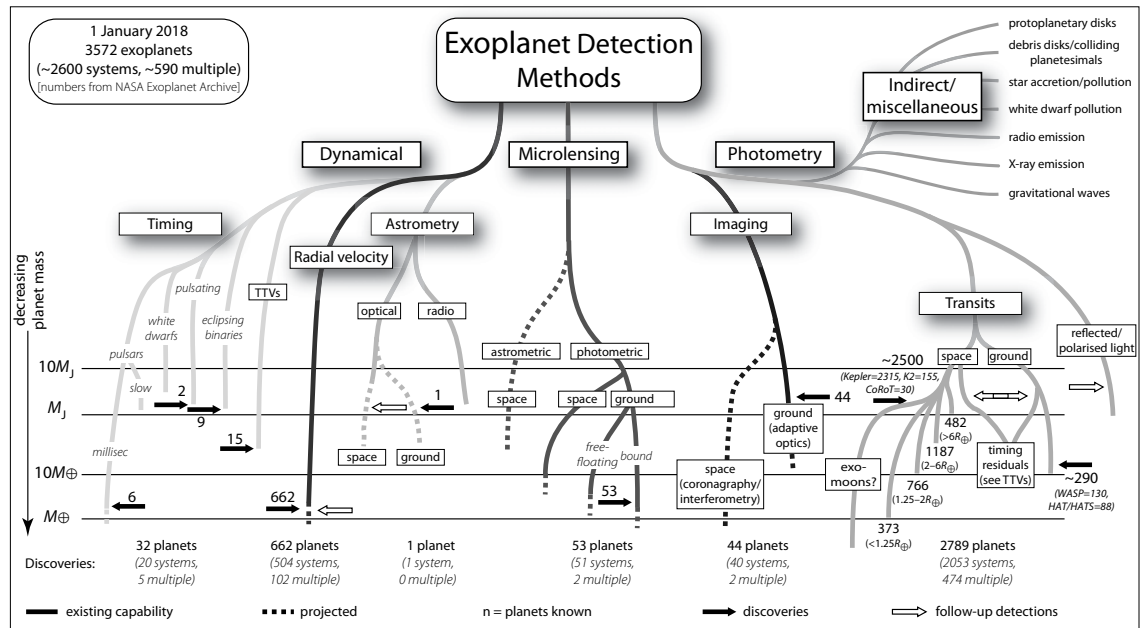 1 January 2018
3572 exoplanets
(~2600 systems, ~590 multiple)
[numbers from NASA Exoplanet Archive]
Exoplanet Detection
Methods
protoplanetary disks
debris disks/colliding
planetesimals
star accretion/pollution
white dwarf pollution
radio emission
X-ray emission
gravitational waves
Indirect/
miscellaneous
Dynamical
Microlensing
Photometry
Timing
Astrometry
Imaging
Radial velocity
Transits
decreasing
planet mass
pulsating
TTVs
white
dwarfs
eclipsing
binaries
optical
radio
pulsars
slow
millisec
astrometric
photometric
space
ground
reflected/
polarised light
~2500
(Kepler=2315, K2=155,
CoRoT=30)
10MJ
MJ
10M⊕
M⊕
2
9
15
6
662
1
space
ground
space
space
ground
free-
floating
bound
53
44
ground
(adaptive
optics)
space
(coronagraphy/
interferometry)
exo-
moons?
482
(>6R⊕)
1187
(2–6R⊕)
766
(1.25–2R⊕)
373
(<1.25R⊕)
timing
residuals
(see TTVs)
~290
(WASP=130,
HAT/HATS=88)
Discoveries:
32 planets
(20 systems,
5 multiple)
662 planets
(504 systems,
102 multiple)
1 planet
(1 system,
0 multiple)
53 planets
(51 systems,
2 multiple)
44 planets
(40 systems,
2 multiple)
2789 planets
(2053 systems,
474 multiple)
existing capability
projected
n = planets known
discoveries
follow-up detections